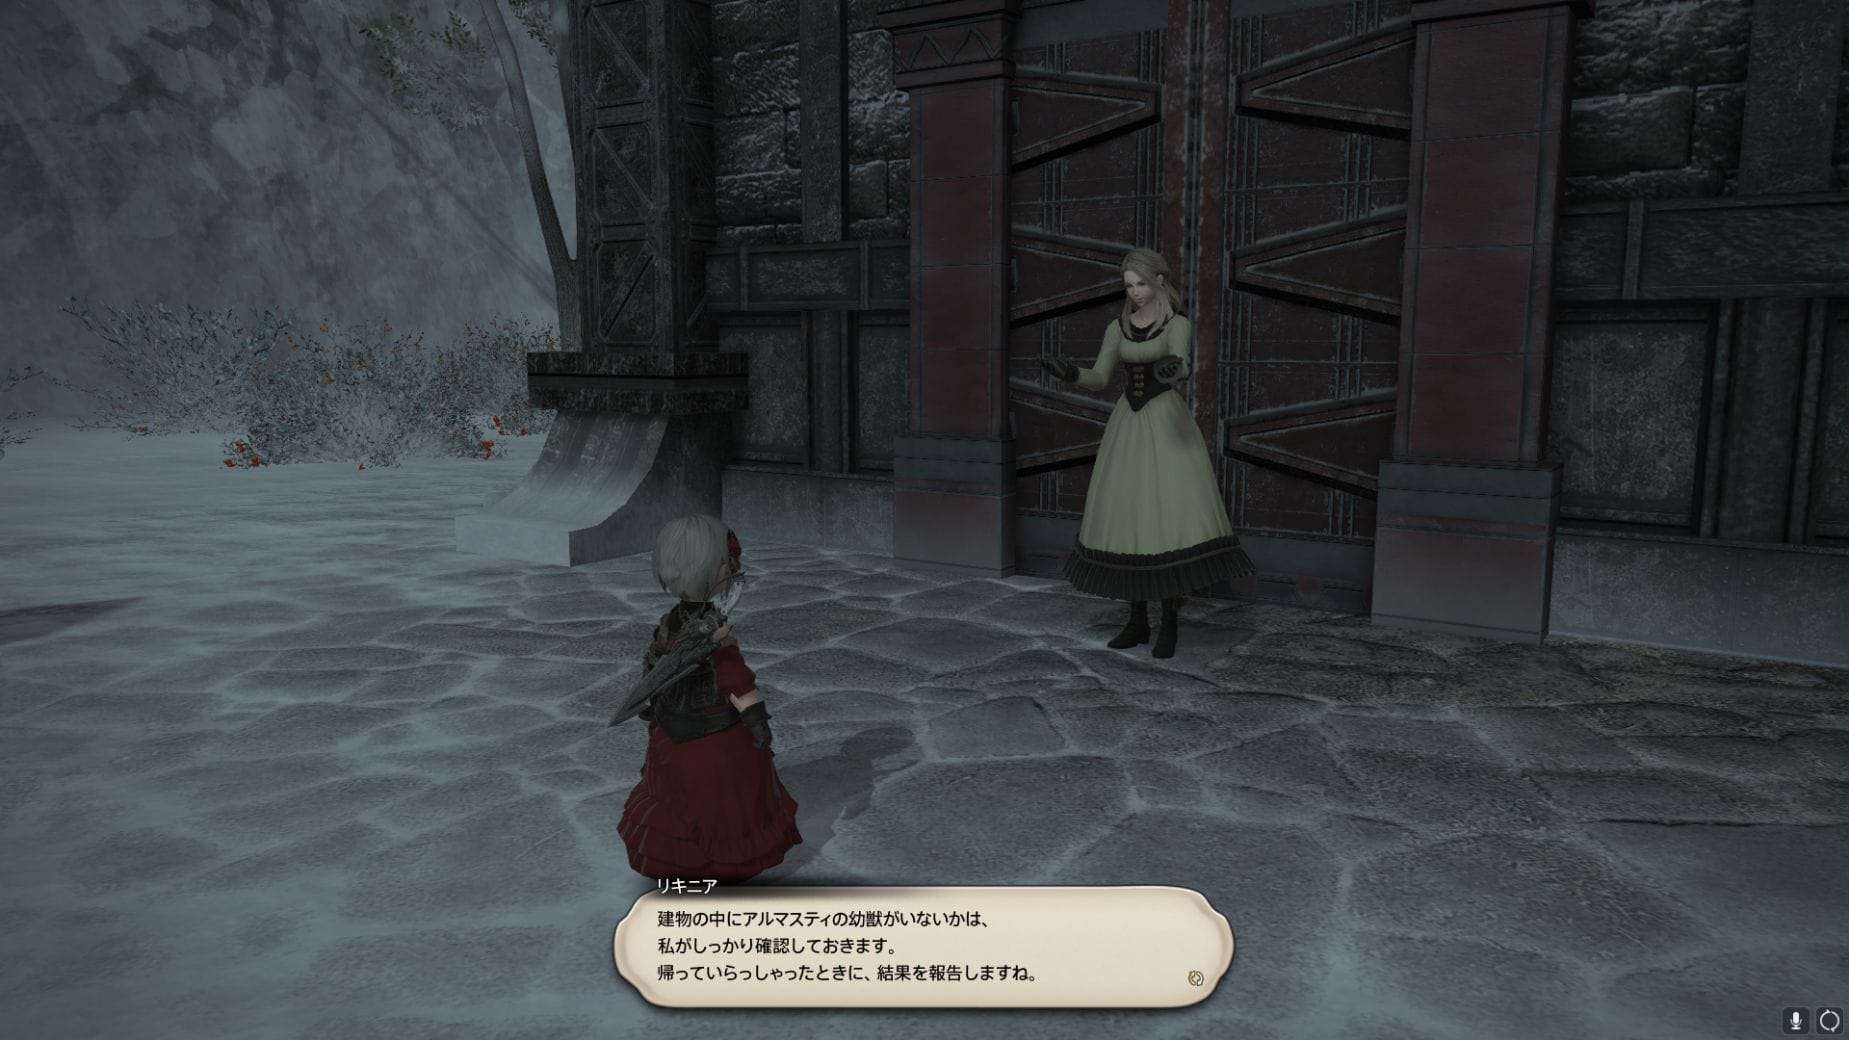 リキニア
建物の中にアルマスティの幼獣がいないかは、
私がしっかり確認しておきます。
帰っていらっしゃったときに、結果を報告しますね。